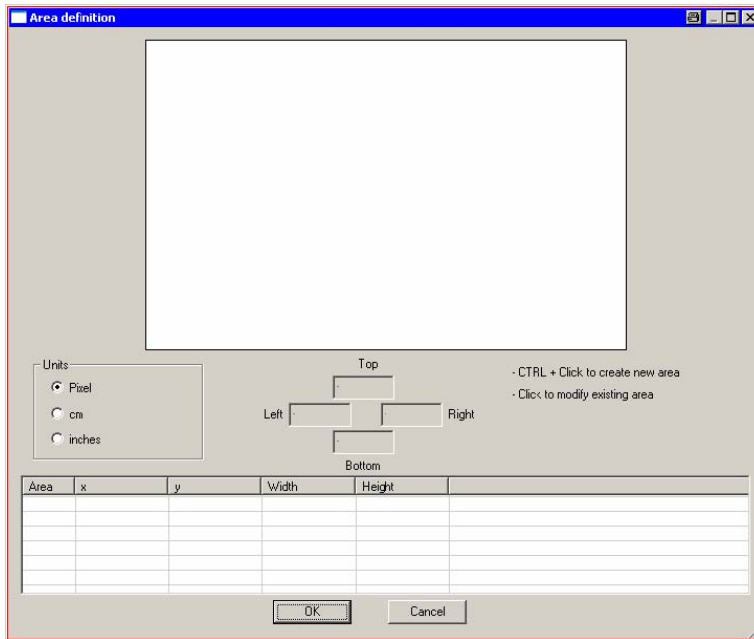 Area definition
Units
Pixel
cm
inches
Top
-
Left - - Right
-
Bottom
- CTRL + Click to create new area
- Click to modify existing area
Area x y Width Height
OK Cancel